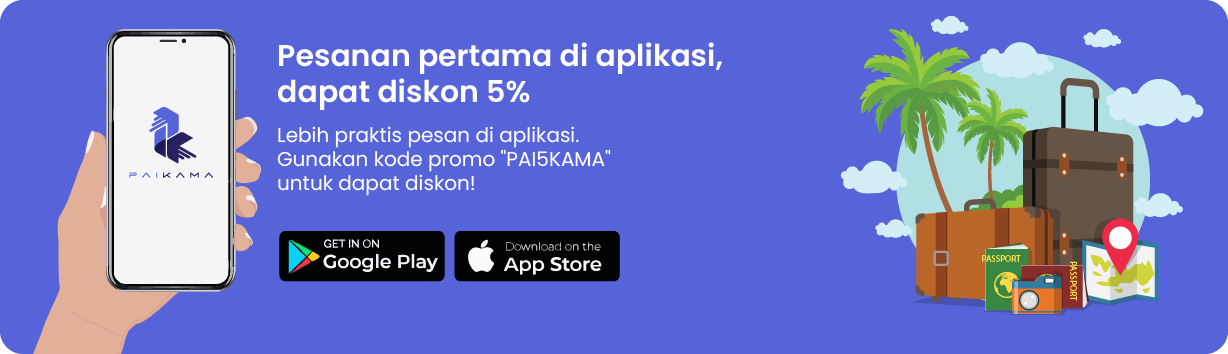 Pesanan pertama di aplikasi,
dapat diskon 5%
Lebih praktis pesan di aplikasi.
Gunakan kode promo "PAI5KAMA"
untuk dapat diskon!
GET IN ON
Google Play
Download on the
App Store
PAIKAMA
PASSPORT
PASSPORT